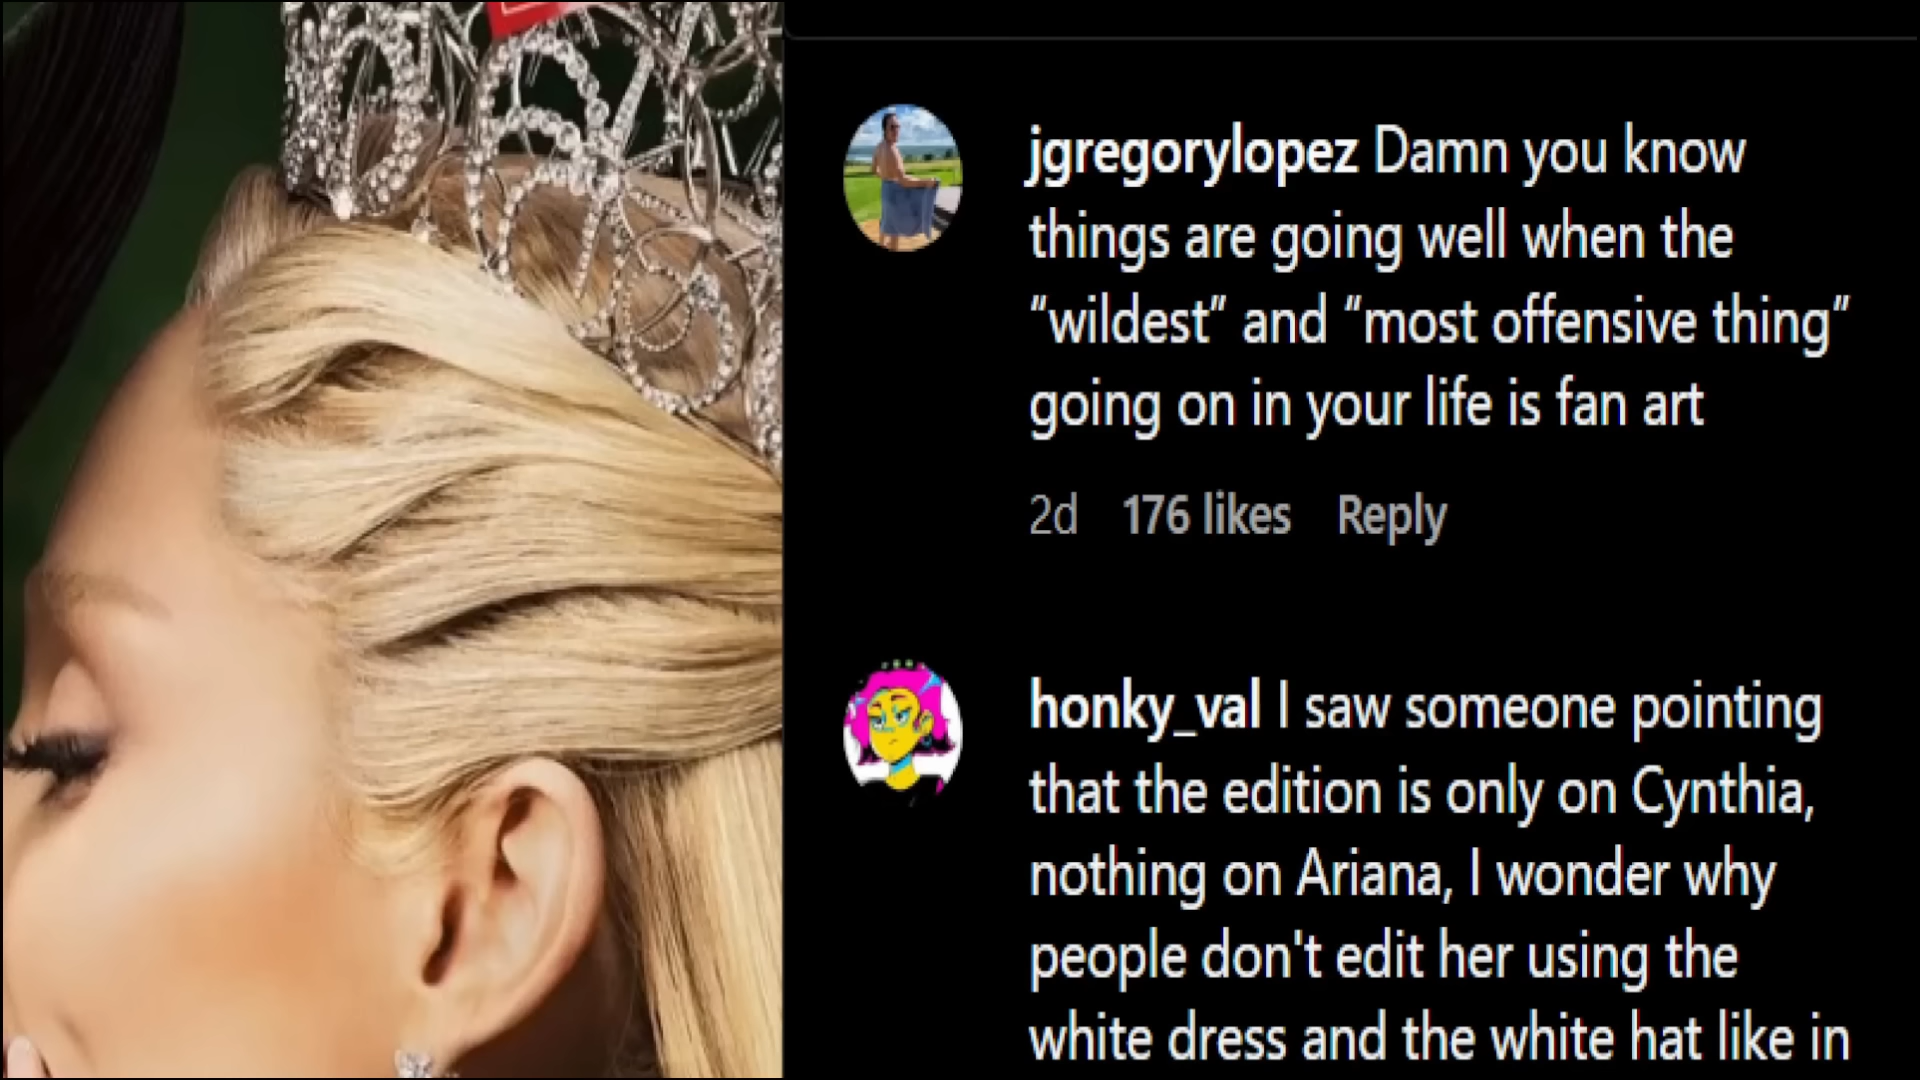 jgregorylopez Damn you know
things are going well when the
“wildest” and “most offensive thing”
going on in your life is fan art
2d 176 likes Reply
honky_val I saw someone pointing
that the edition is only on Cynthia,
nothing on Ariana, I wonder why
people don't edit her using the
white dress and the white hat like in